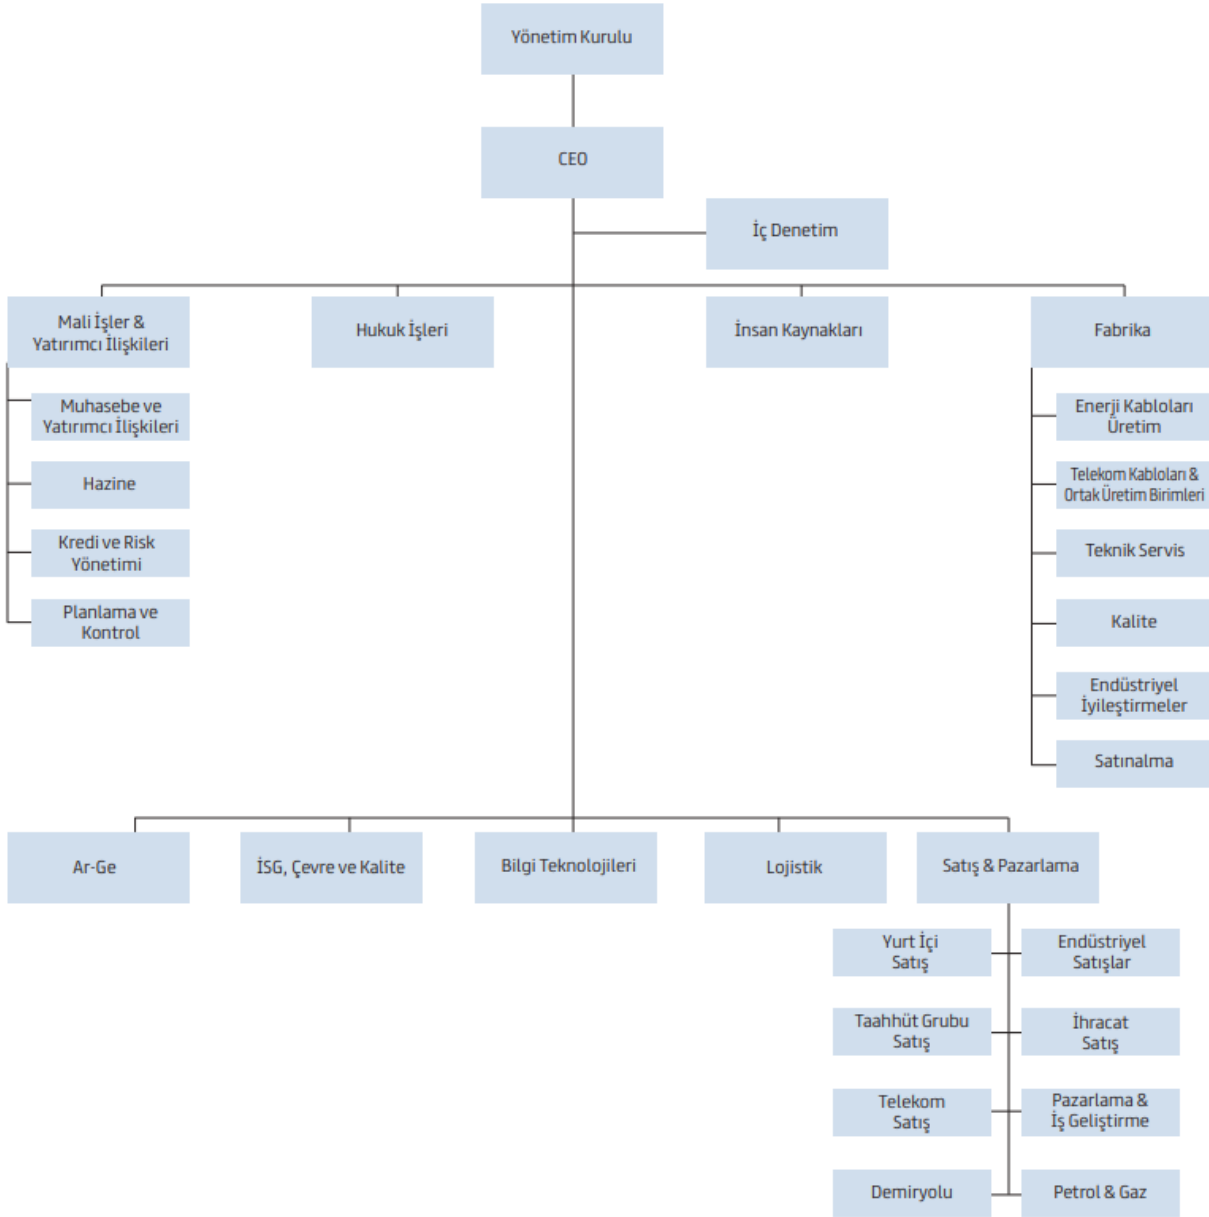 Yönetim Kurulu
CEO
İç Denetim
Mali İşler &
Yatırımcı İlişkileri
Hukuk İşleri
İnsan Kaynakları
Fabrika
Muhasebe ve
Yatırımcı İlişkileri
Hazine
Kredi ve Risk
Yönetimi
Planlama ve
Kontrol
Enerji Kabloları
Üretim
Telekom Kabloları &
Ortak Üretim Birimleri
Teknik Servis
Kalite
Endüstriyel
İyileştirmeler
Satınalma
Ar-Ge
İSG, Çevre ve Kalite
Bilgi Teknolojileri
Lojistik
Satış & Pazarlama
Yurt İçi
Satış
Endüstriyel
Satışlar
Taahhüt Grubu
Satış
İhracat
Satış
Telekom
Satış
Pazarlama &
İş Geliştirme
Demiryolu
Petrol & Gaz